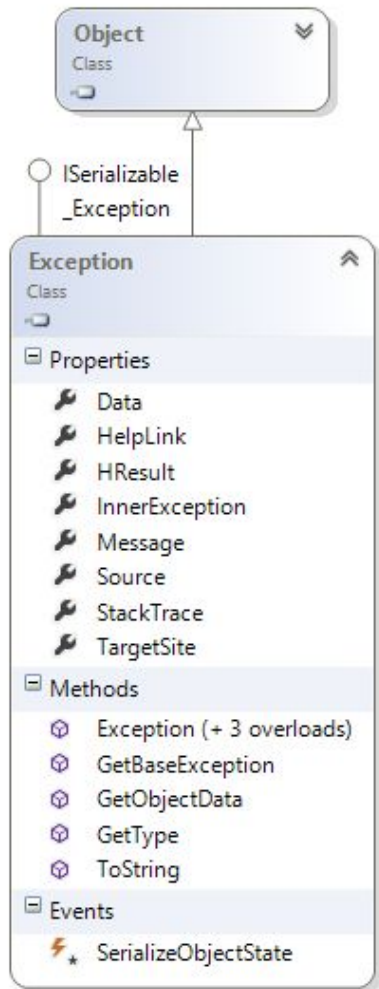 Object
Class
ISerializable
_Exception
Exception
Class
Properties
Data
HelpLink
HResult
InnerException
Message
Source
StackTrace
TargetSite
Methods
Exception (+ 3 overloads)
GetBaseException
GetObjectData
GetType
ToString
Events
SerializeObjectState